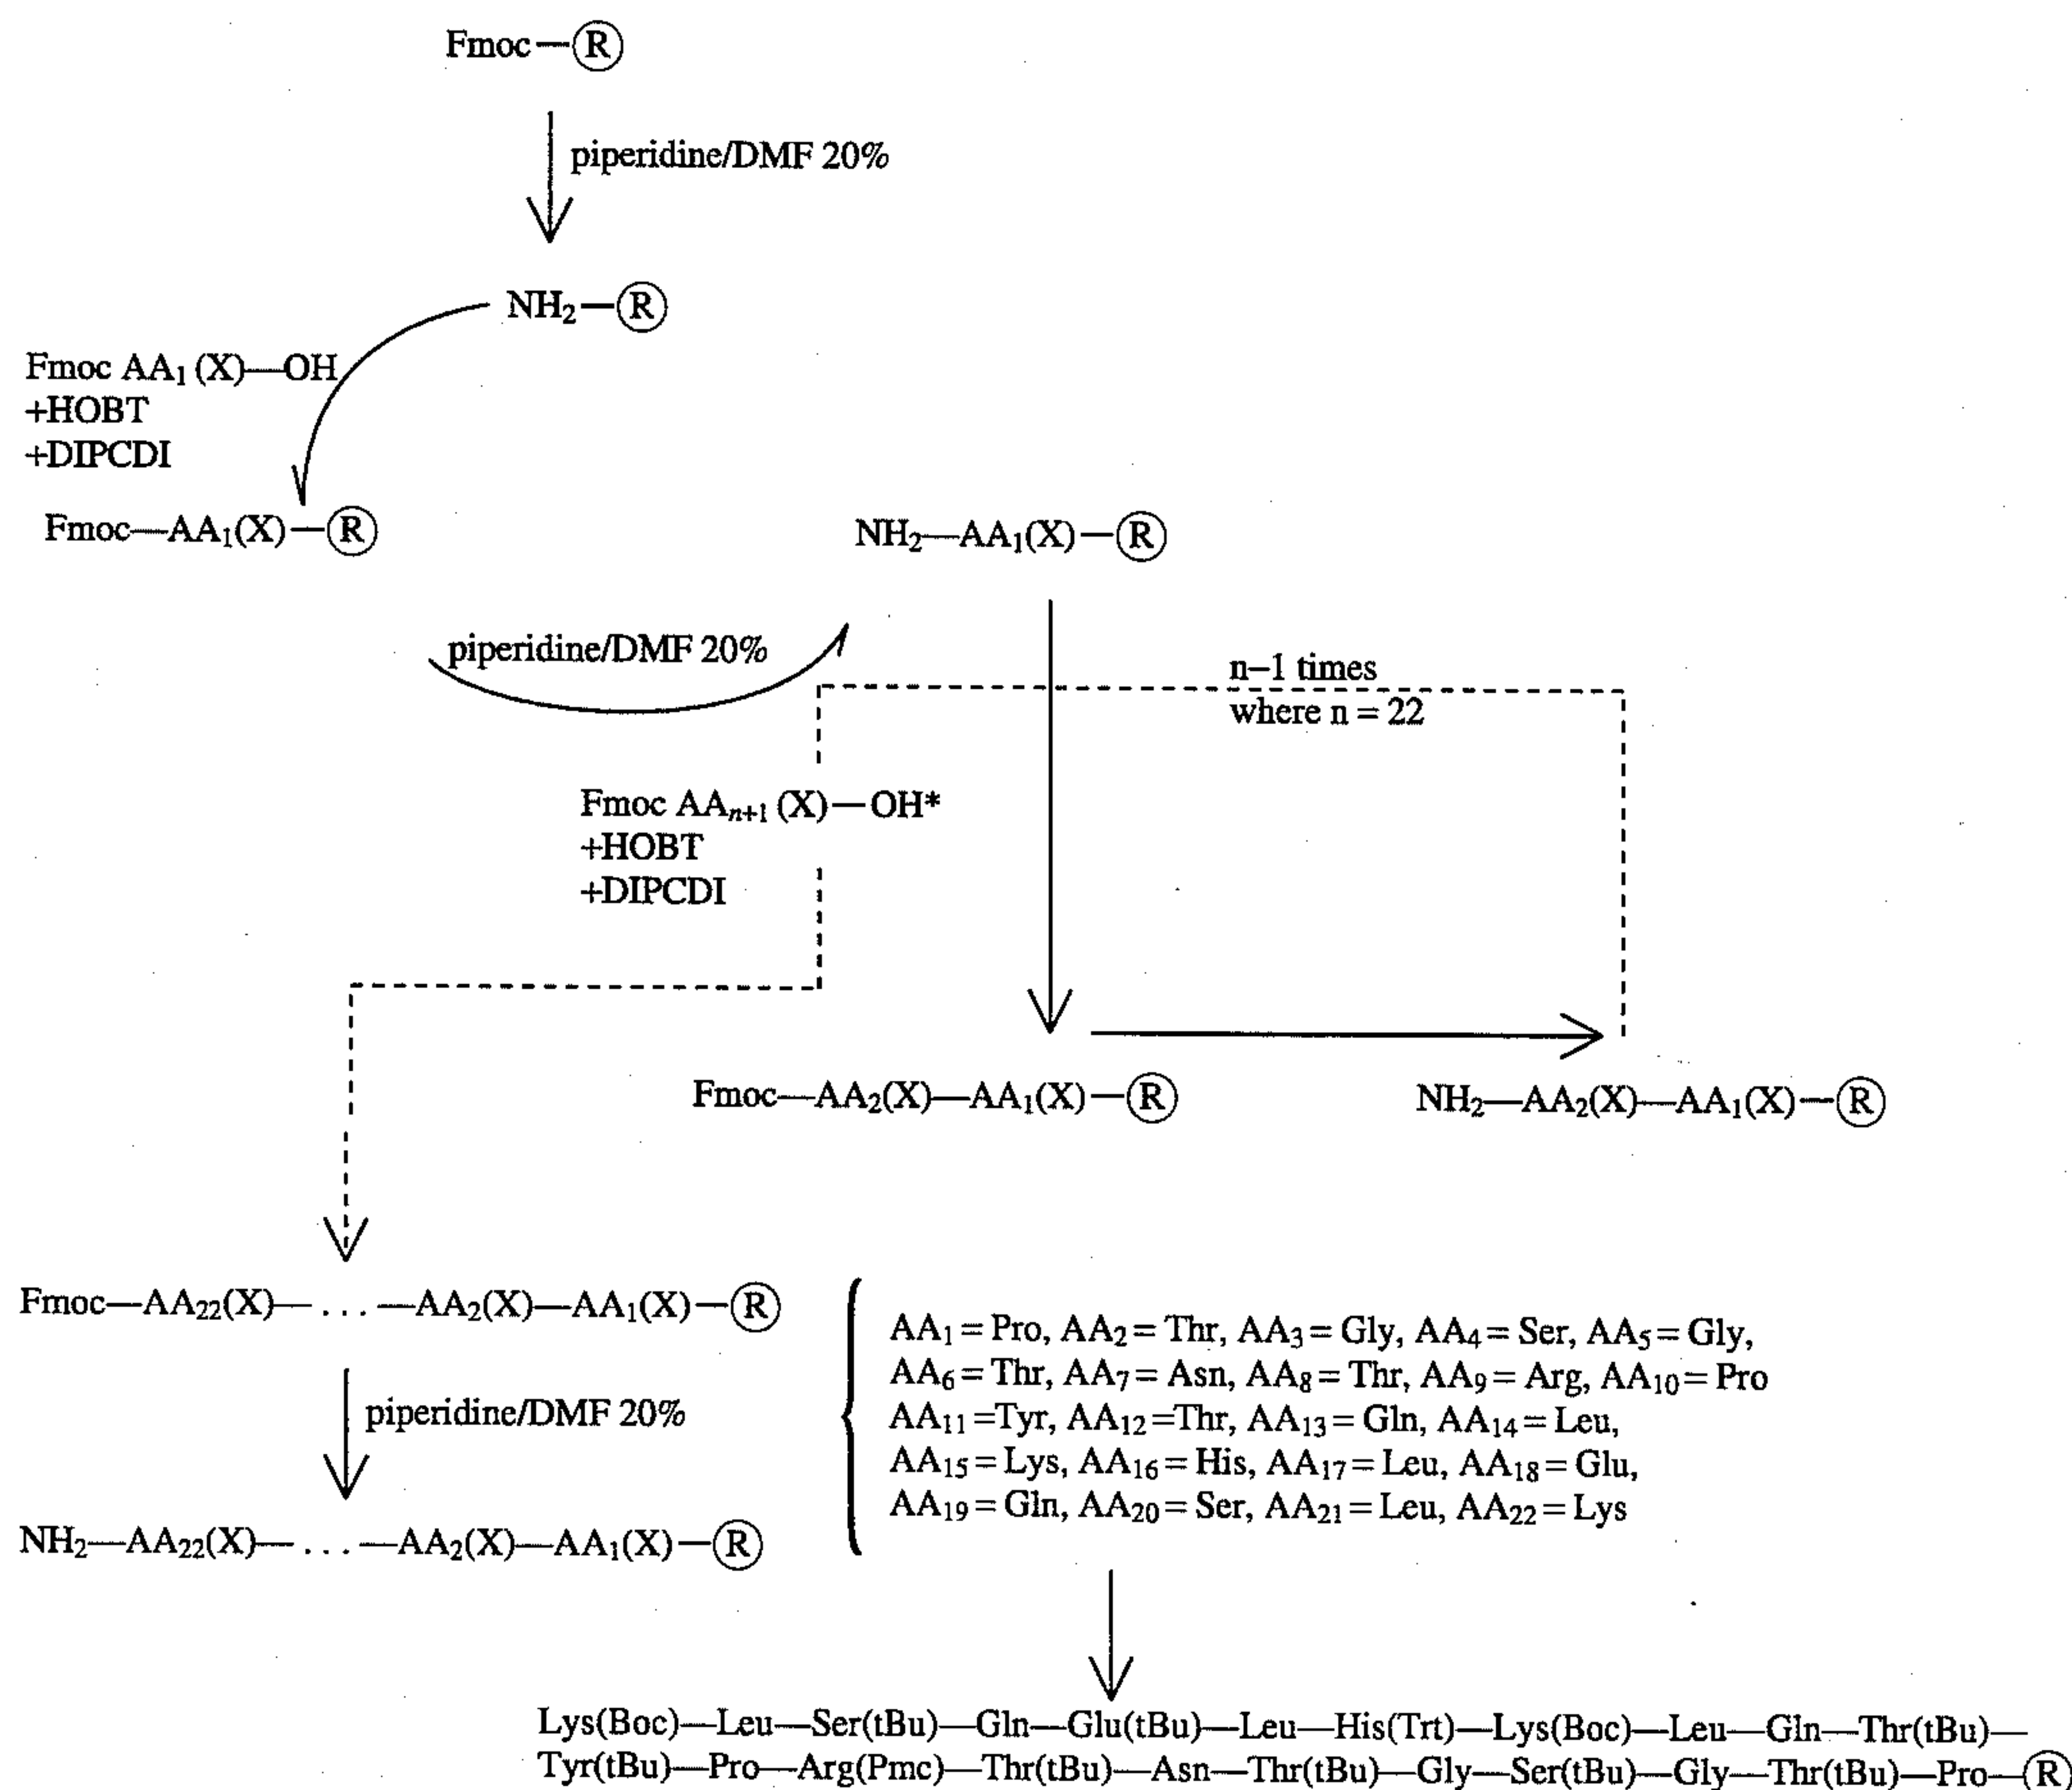 Fmoc—Ⓡ
piperidine/DMF 20%
NH₂—Ⓡ
Fmoc AA₁ (X)—OH
+HOBT
+DIPCDI
Fmoc—AA₁(X)—Ⓡ
NH₂—AA₁(X)—Ⓡ
piperidine/DMF 20%
n–1 times
where n = 22
Fmoc AAₙ₊₁ (X)—OH*
+HOBT
+DIPCDI
Fmoc—AA₂(X)—AA₁(X)—Ⓡ
NH₂—AA₂(X)—AA₁(X)—Ⓡ
Fmoc—AA₂₂(X)— . . . —AA₂(X)—AA₁(X)—Ⓡ
piperidine/DMF 20%
NH₂—AA₂₂(X)— . . . —AA₂(X)—AA₁(X)—Ⓡ
AA₁ = Pro, AA₂ = Thr, AA₃ = Gly, AA₄ = Ser, AA₅ = Gly,
AA₆ = Thr, AA₇ = Asn, AA₈ = Thr, AA₉ = Arg, AA₁₀ = Pro
AA₁₁ =Tyr, AA₁₂ =Thr, AA₁₃ = Gln, AA₁₄ = Leu,
AA₁₅ = Lys, AA₁₆ = His, AA₁₇ = Leu, AA₁₈ = Glu,
AA₁₉ = Gln, AA₂₀ = Ser, AA₂₁ = Leu, AA₂₂ = Lys
Lys(Boc)—Leu—Ser(tBu)—Gln—Glu(tBu)—Leu—His(Trt)—Lys(Boc)—Leu—Gln—Thr(tBu)—
Tyr(tBu)—Pro—Arg(Pmc)—Thr(tBu)—Asn—Thr(tBu)—Gly—Ser(tBu)—Gly—Thr(tBu)—Pro—Ⓡ